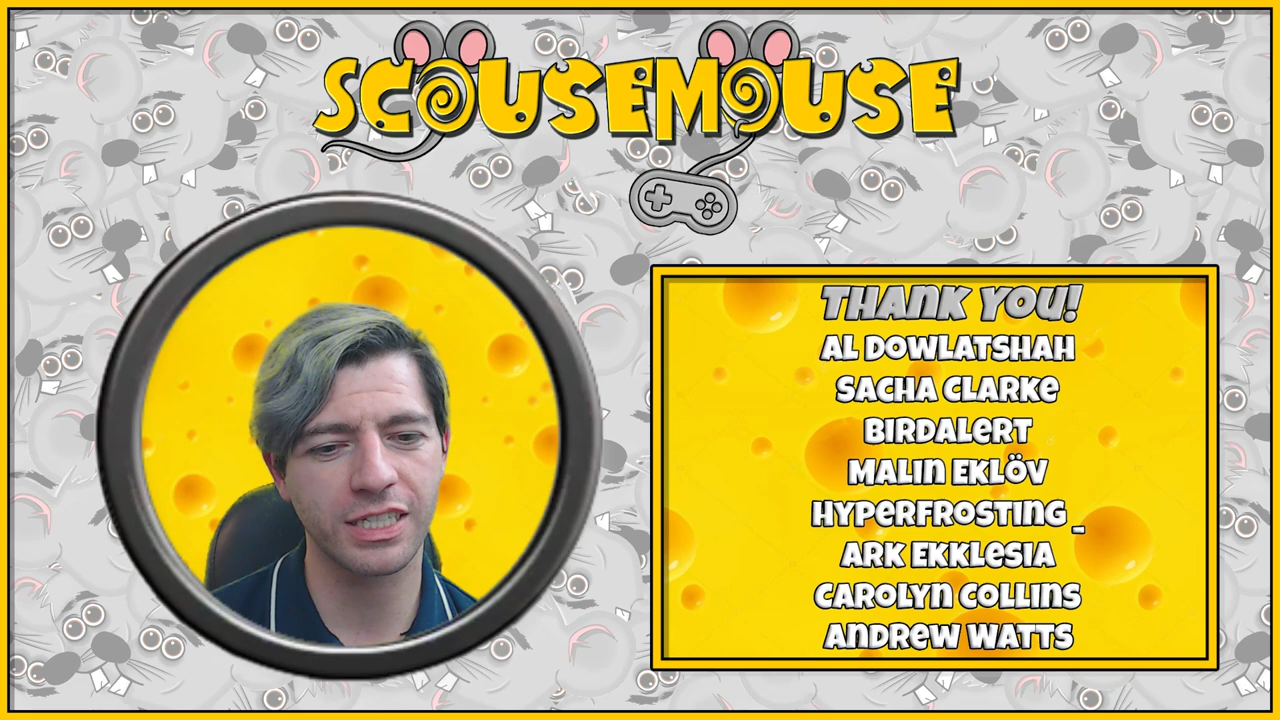 SCOUSEMOUSE
THANK YOU!
AL DOWLATSHAH
SACHA CLARKE
BIRDALERT
MALIN EKLÖV
HYPERFROSTING_
ARK EKKLESIA
CAROLYN COLLINS
ANDREW WATTS